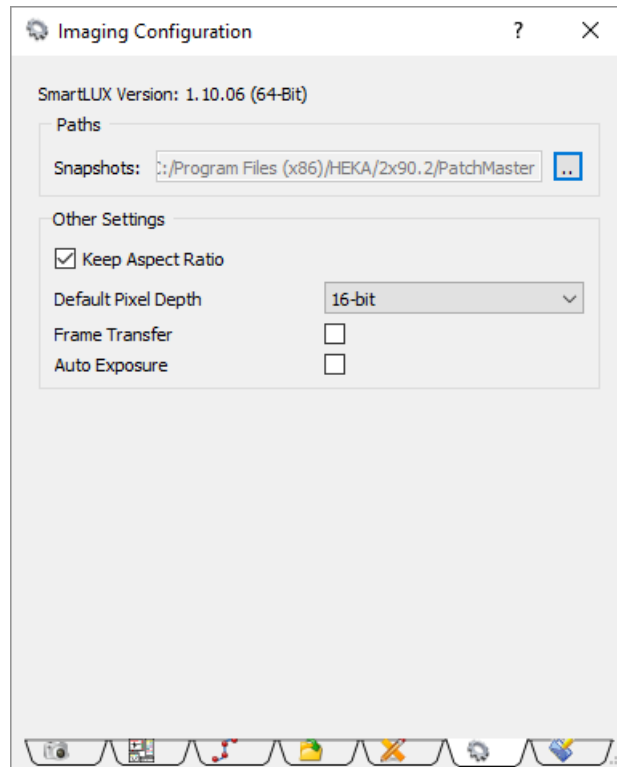 Imaging Configuration ?
SmartLUX Version: 1.10.06 (64-Bit)
Paths
Snapshots: :/Program Files (x86)/HEKA/2x90.2/PatchMaster ..
Other Settings
Keep Aspect Ratio
Default Pixel Depth 16-bit
Frame Transfer
Auto Exposure